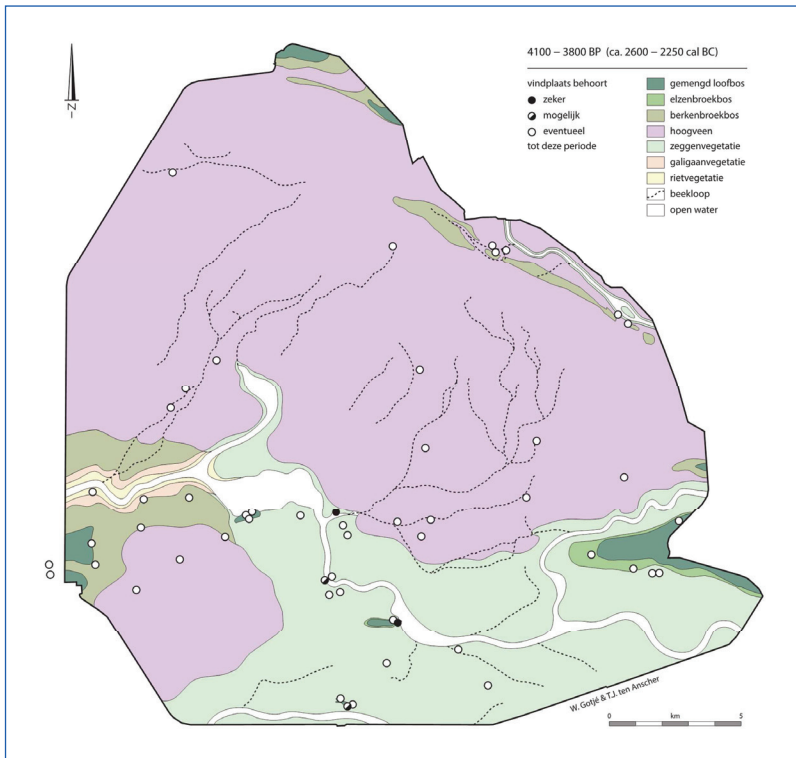 4100 – 3800 BP (ca. 2600 – 2250 cal BC)
vindplaats behoort
zeker
mogelijk
eventueel
tot deze periode
gemengd loofbos
elzenbroekbos
berkenbroekbos
hoogveen
zeggenvegetatie
galigaanvegetatie
rietvegetatie
beekloop
open water
N
W. Gotjé & T.J. ten Anscher
0 km 5